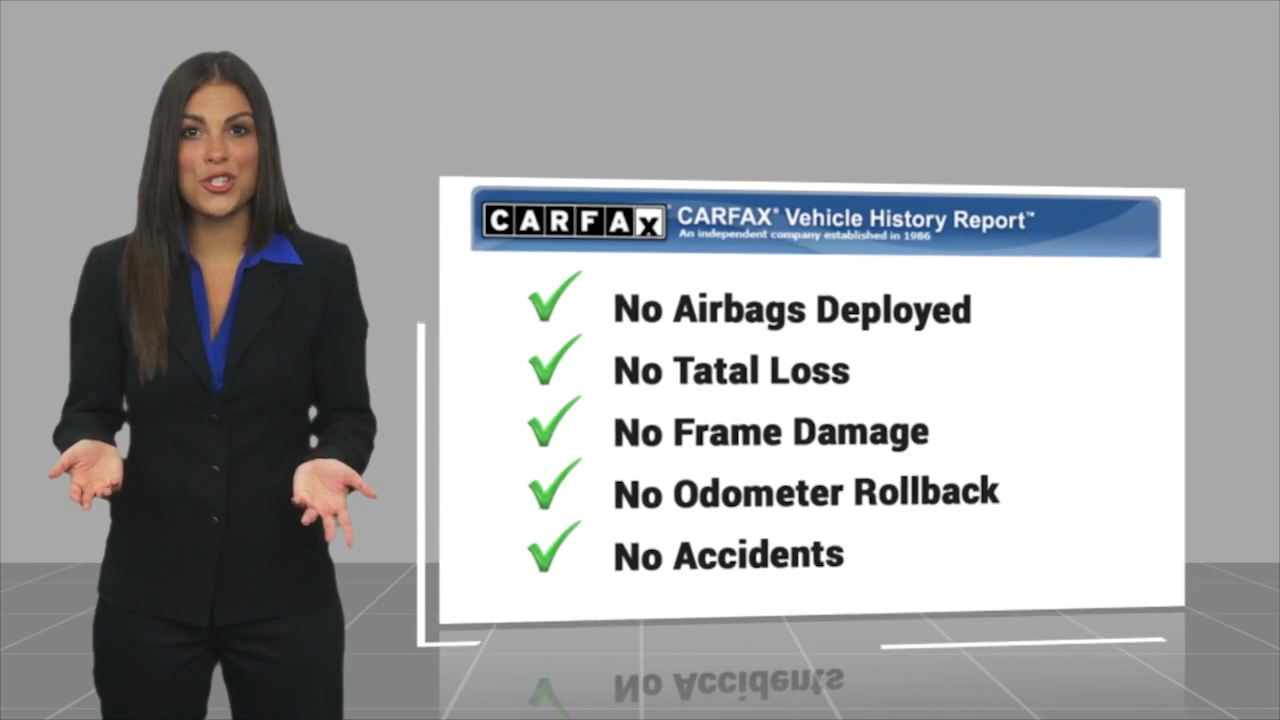 CARFAX
CARFAX® Vehicle History Report™
An independent company established in 1986
No Airbags Deployed
No Tatal Loss
No Frame Damage
No Odometer Rollback
No Accidents
No Accidents